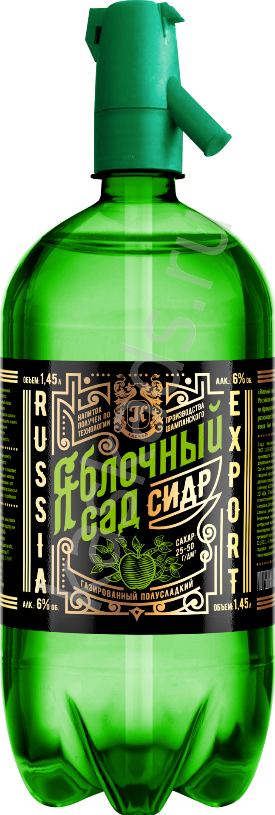 ОБЪЕМ: 1,45 Л
АЛК. 6% ОБ.
НАПИТОК
ПОЛУЧЕН ПО
ТЕХНОЛОГИИ
ПРОИЗВОДСТВА
ШАМПАНСКОГО
RUSSIA
EXPORT
Яблочный
сад
СИДР
САХАР:
25-50
Г/ДМ³
ГАЗИРОВАННЫЙ ПОЛУСЛАДКИЙ
АЛК. 6% ОБ.
ОБЪЕМ: 1,45 Л